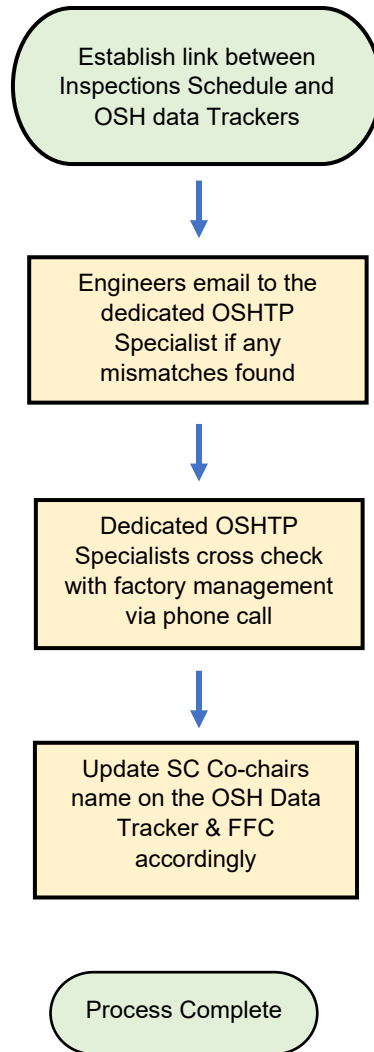 Establish link between
Inspections Schedule and
OSH data Trackers
Engineers email to the
dedicated OSHTP
Specialist if any
mismatches found
Dedicated OSHTP
Specialists cross check
with factory management
via phone call
Update SC Co-chairs
name on the OSH Data
Tracker & FFC
accordingly
Process Complete